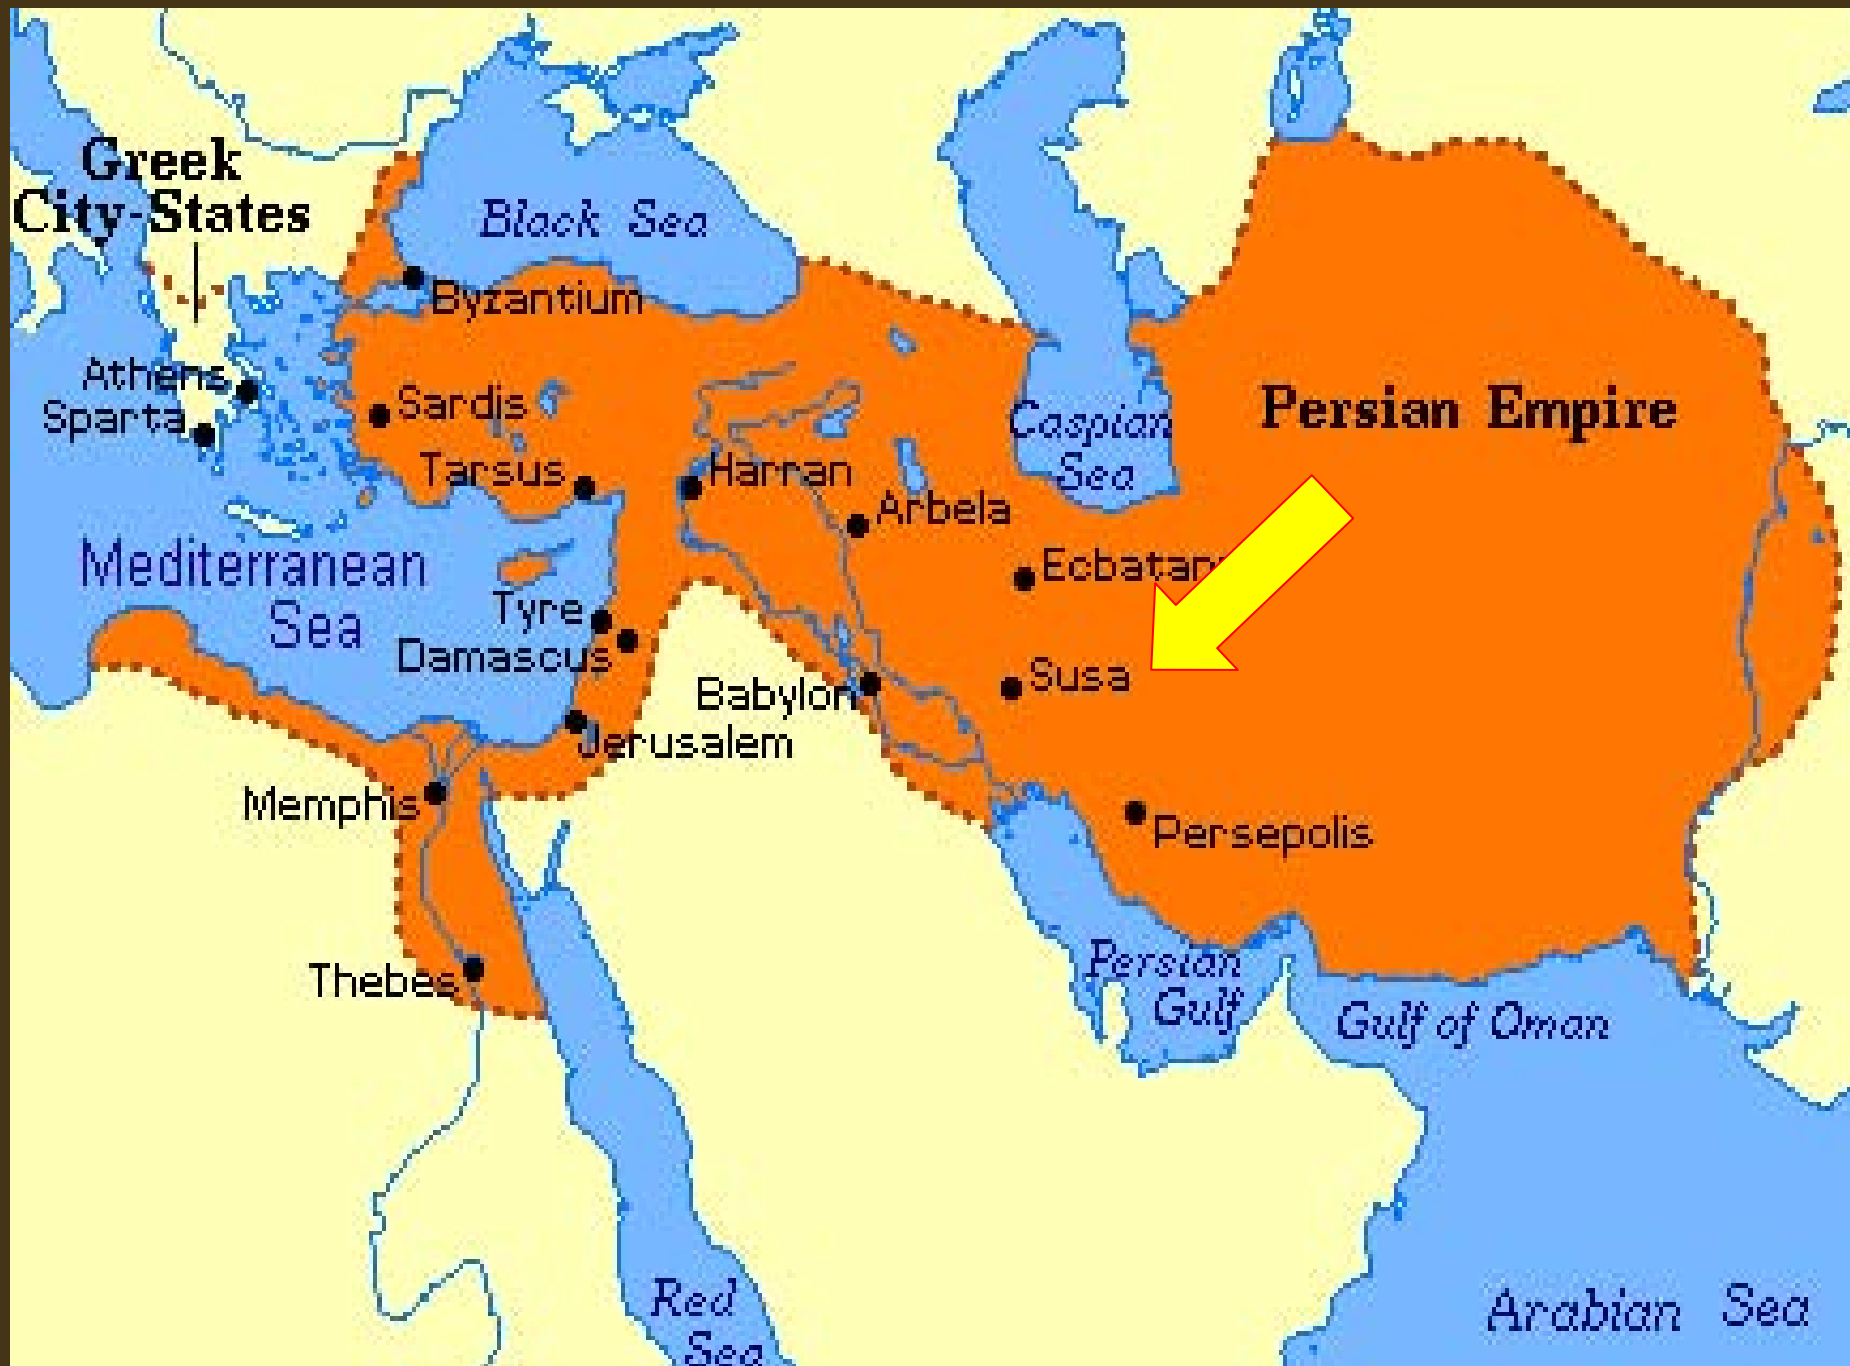 Greek
City-States
Black Sea
Byzantium
Athens
Sparta
Sardis
Tarsus
Harran
Arbela
Caspian
Sea
Persian Empire
Mediterranean
Sea
Tyre
Damascus
Babylon
Susa
Jerusalem
Memphis
Persepolis
Thebes
Persian
Gulf
Gulf of Oman
Red
Sea
Arabian Sea